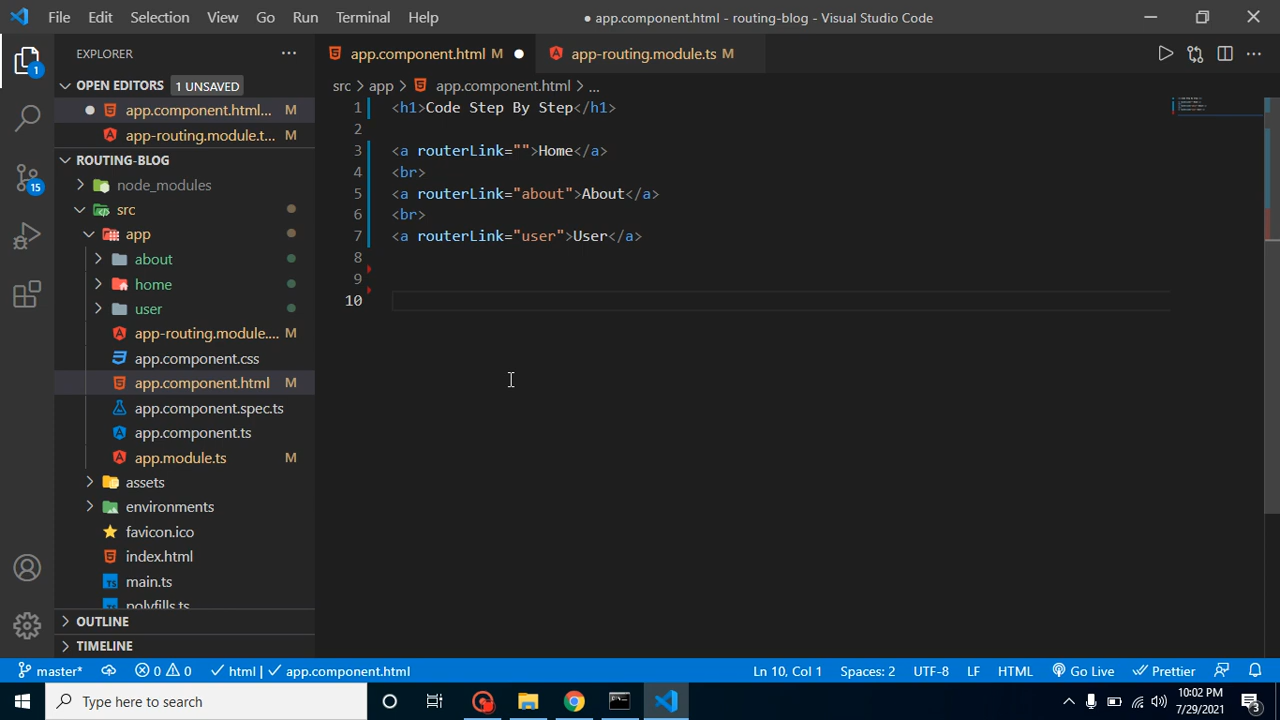 File Edit Selection View Go Run Terminal Help
● app.component.html - routing-blog - Visual Studio Code
EXPLORER
app.component.html M
app-routing.module.ts M
1
OPEN EDITORS
1 UNSAVED
app.component.html... M
app-routing.module.t... M
ROUTING-BLOG
node_modules
src
app
about
home
user
app-routing.module.... M
app.component.css
app.component.html M
app.component.spec.ts
app.component.ts
app.module.ts M
assets
environments
favicon.ico
index.html
main.ts
polyfills.ts
OUTLINE
TIMELINE
15
src > app > app.component.html > ...
1 <h1>Code Step By Step</h1>
2
3 <a routerLink="">Home</a>
4 <br>
5 <a routerLink="about">About</a>
6 <br>
7 <a routerLink="user">User</a>
8
9
10
master* 0 0 html | app.component.html Ln 10, Col 1 Spaces: 2 UTF-8 LF HTML Go Live Prettier
Type here to search
10:02 PM
7/29/2021
3